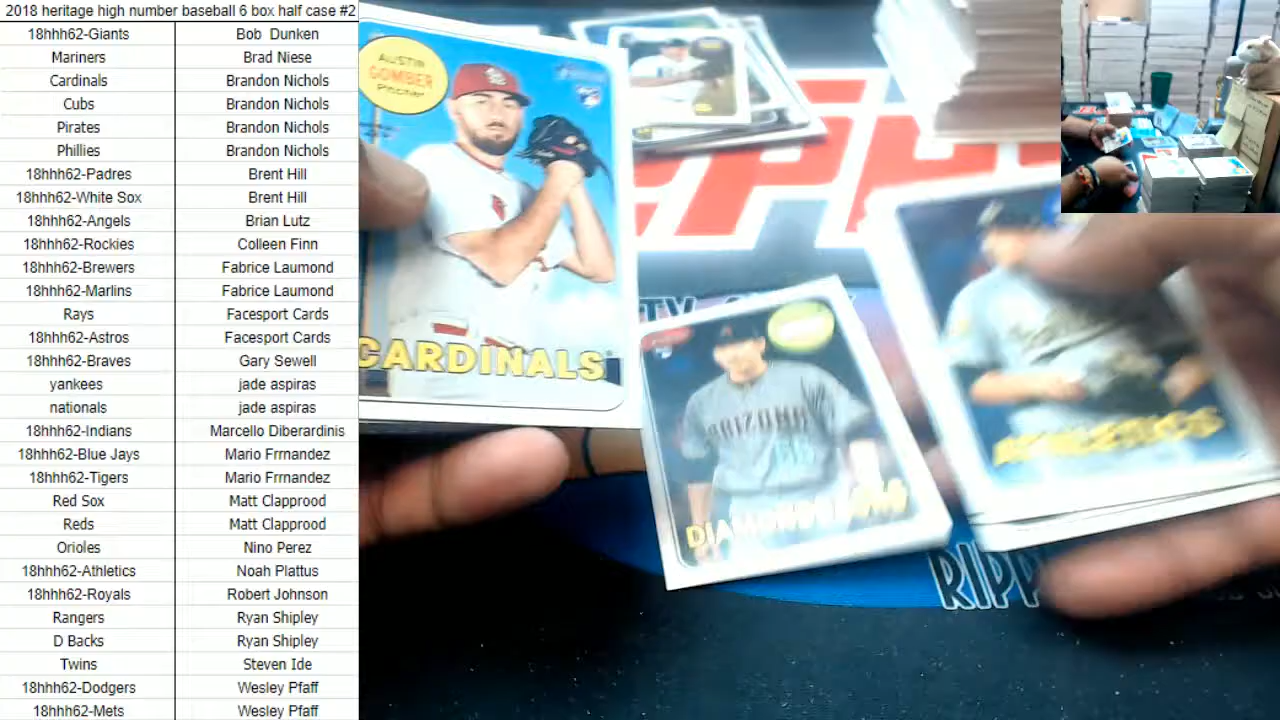 2018 heritage high number baseball 6 box half case #2
18hhh62-Giants Bob Dunken
Mariners Brad Niese
Cardinals Brandon Nichols
Cubs Brandon Nichols
Pirates Brandon Nichols
Phillies Brandon Nichols
18hhh62-Padres Brent Hill
18hhh62-White Sox Brent Hill
18hhh62-Angels Brian Lutz
18hhh62-Rockies Colleen Finn
18hhh62-Brewers Fabrice Laumond
18hhh62-Marlins Fabrice Laumond
Rays Facesport Cards
18hhh62-Astros Facesport Cards
18hhh62-Braves Gary Sewell
yankees jade aspiras
nationals jade aspiras
18hhh62-Indians Marcello Diberardinis
18hhh62-Blue Jays Mario Frrnandez
18hhh62-Tigers Mario Frrnandez
Red Sox Matt Clapprood
Reds Matt Clapprood
Orioles Nino Perez
18hhh62-Athletics Noah Plattus
18hhh62-Royals Robert Johnson
Rangers Ryan Shipley
D Backs Ryan Shipley
Twins Steven Ide
18hhh62-Dodgers Wesley Pfaff
18hhh62-Mets Wesley Pfaff
AUSTIN
GOMBER
Pitcher
CARDINALS
ARIZONA
DIAMONDBACKS
ATHLETICS
RIPP